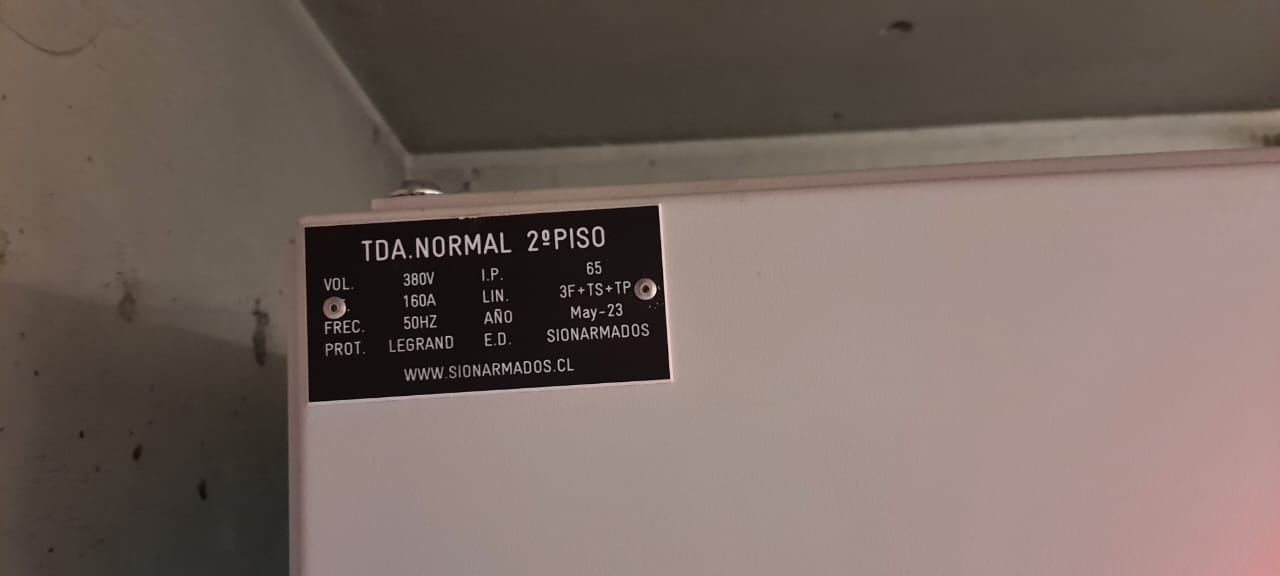 TDA.NORMAL 2ºPISO
VOL. 380V I.P. 65
160A LIN. 3F+TS+TP
FREC. 50HZ AÑO May-23
PROT. LEGRAND E.D. SIONARMADOS
WWW.SIONARMADOS.CL